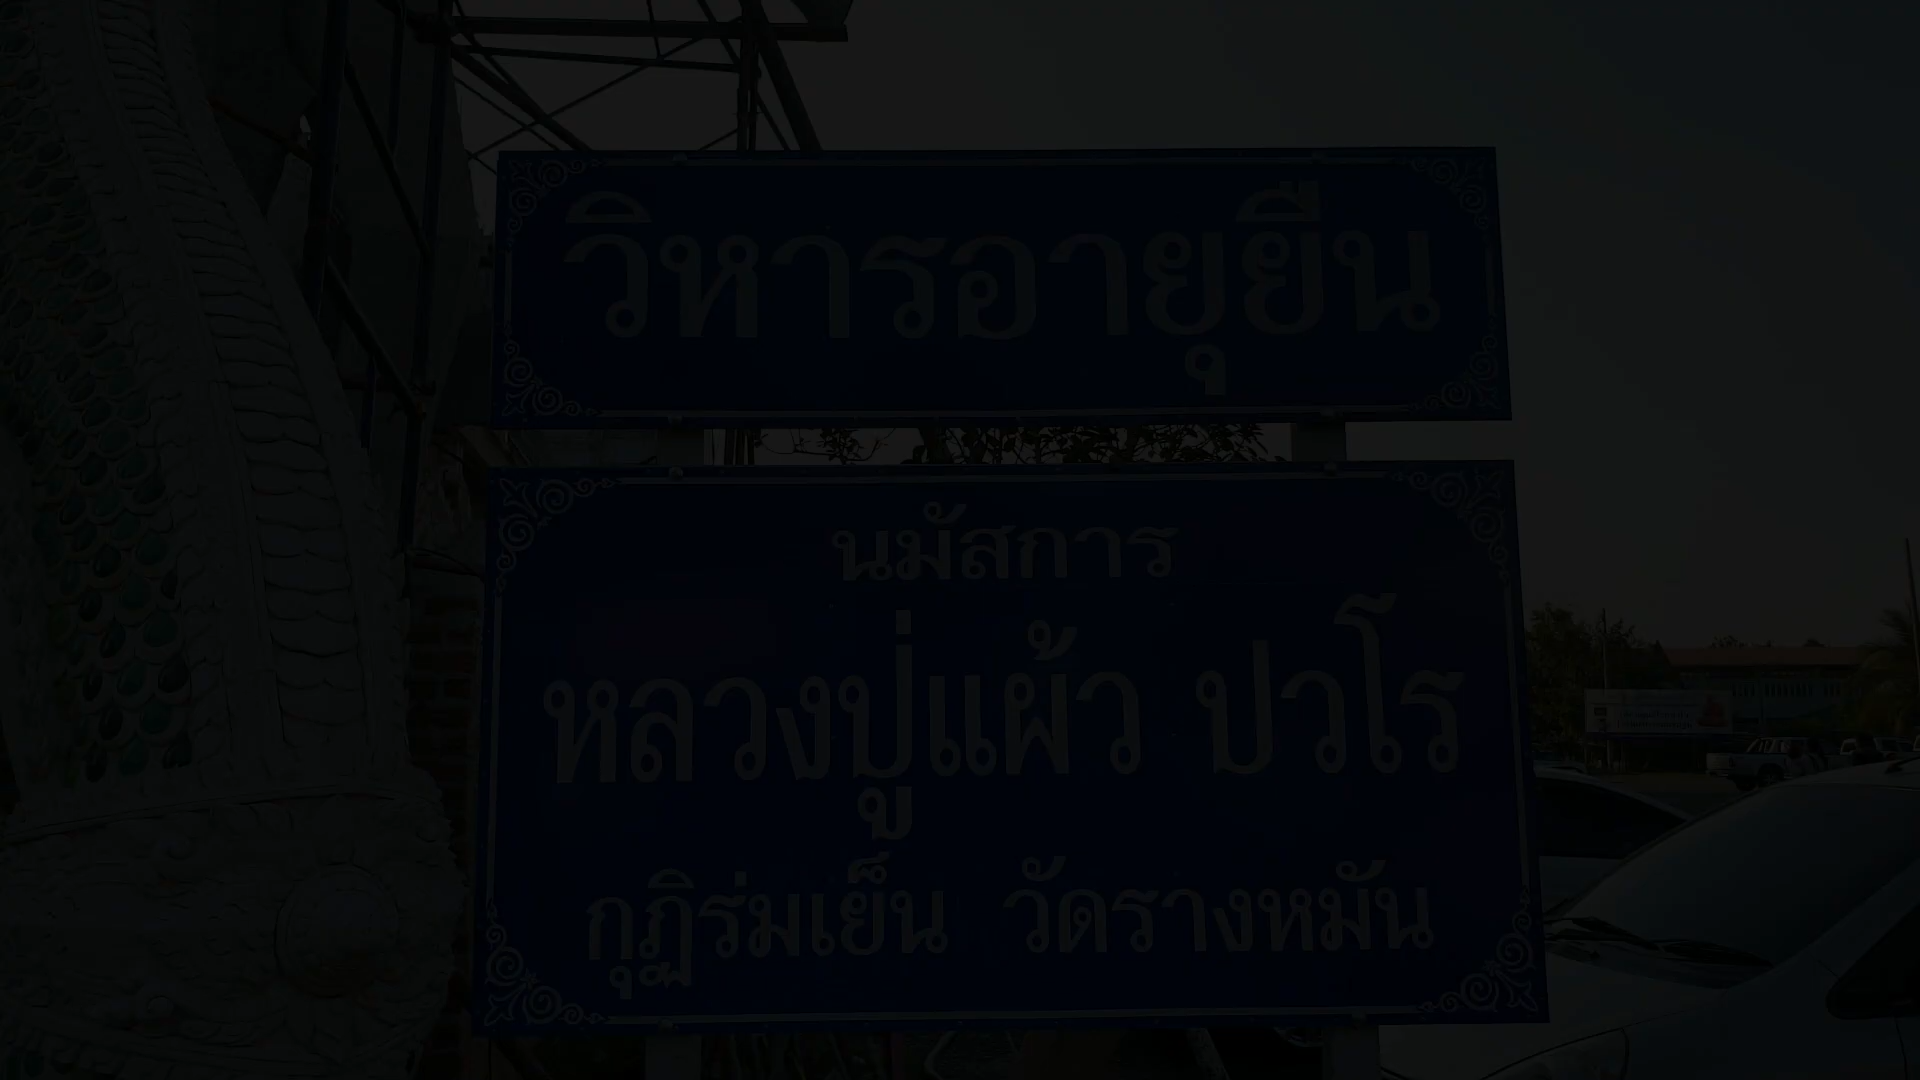 วิหารอายุยืน
นมัสการ
หลวงปู่แผ้ว ปวโร
กุฏิร่มเย็น วัดรางหมัน